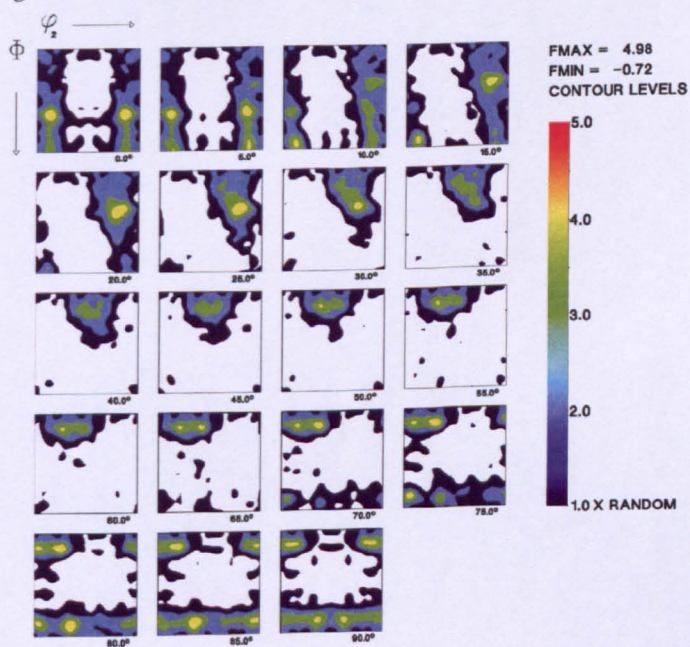 φ₂
Φ
FMAX = 4.98
FMIN = -0.72
CONTOUR LEVELS
0.0° 5.0° 10.0° 15.0°
20.0° 25.0° 30.0° 35.0°
40.0° 45.0° 50.0° 55.0°
60.0° 65.0° 70.0° 75.0°
80.0° 85.0° 90.0°
5.0
4.0
3.0
2.0
1.0 X RANDOM